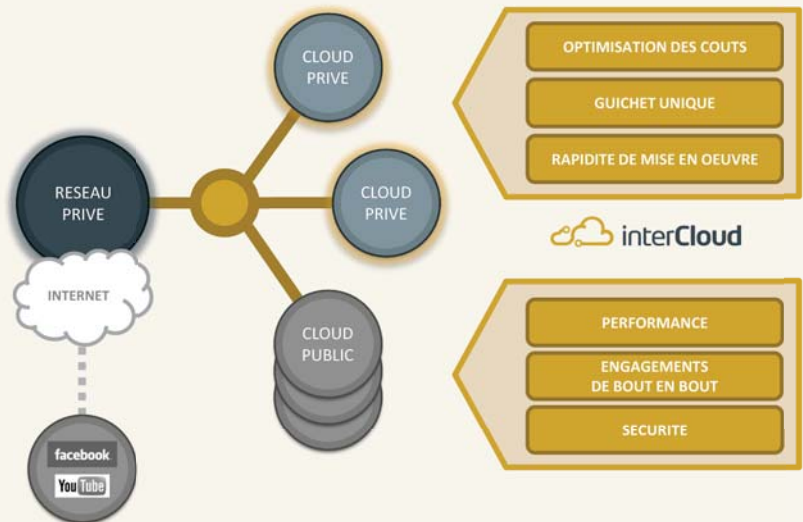 CLOUD
PRIVE
RESEAU
PRIVE
CLOUD
PRIVE
INTERNET
CLOUD
PUBLIC
facebook
YouTube
OPTIMISATION DES COUTS
GUICHET UNIQUE
RAPIDITE DE MISE EN OEUVRE
interCloud
PERFORMANCE
ENGAGEMENTS
DE BOUT EN BOUT
SECURITE